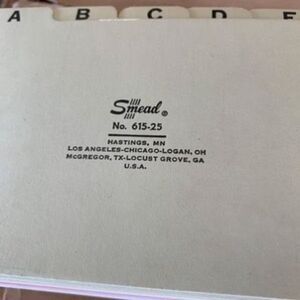 A B C D E
Smead ®
No. 615-25
HASTINGS, MN
LOS ANGELES-CHICAGO-LOGAN, OH
McGREGOR, TX-LOCUST GROVE, GA
U.S.A.